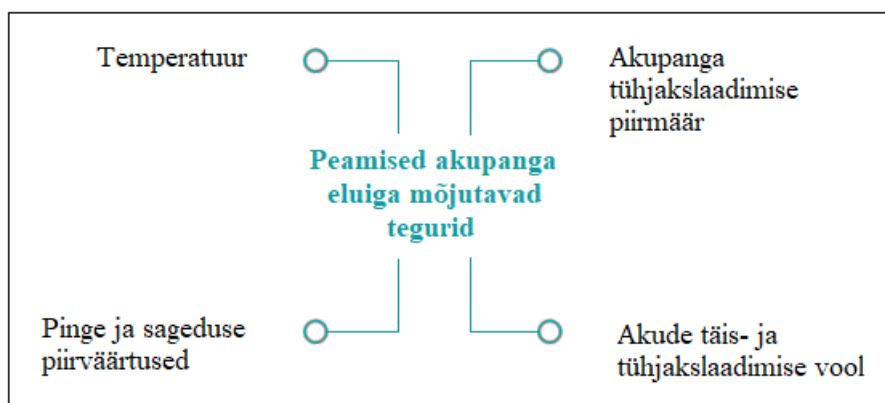 Temperatuur
Akupanga
tühjakslaadimise
piirmäär
Peamised akupanga
eluiga mõjutavad
tegurid
Pinge ja sageduse
piirväärtused
Akude täis- ja
tühjakslaadimise vool